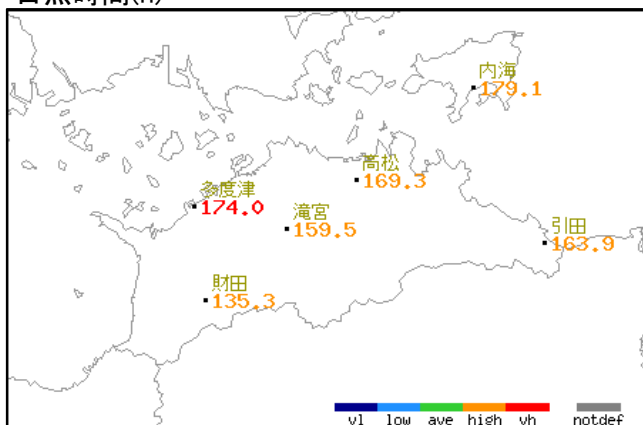 日照時間(h)
内海
179.1
高松
169.3
多度津
174.0
滝宮
159.5
引田
163.9
財田
135.3
vl low ave high vh notdef